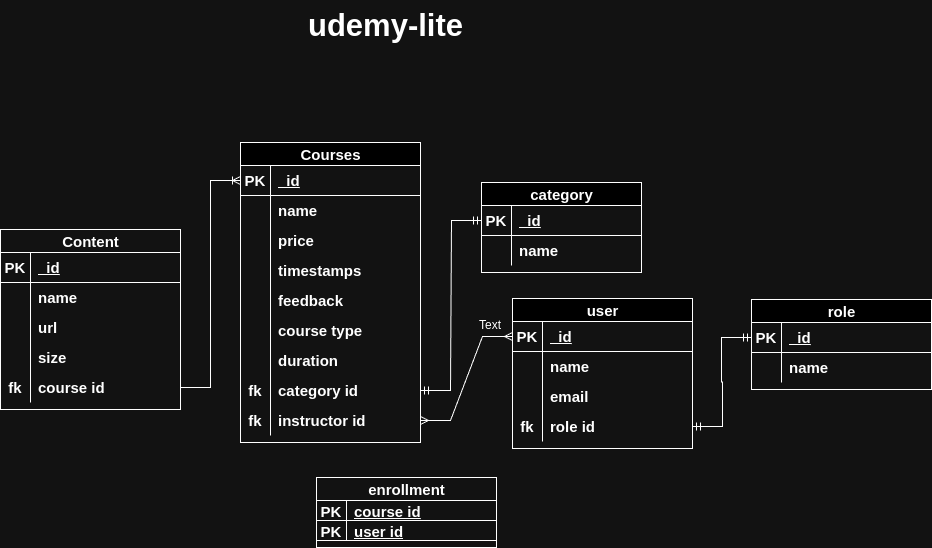 udemy-lite
Courses
PK _id
name
price
timestamps
feedback
course type
duration
fk category id
fk instructor id
category
PK _id
name
Content
PK _id
name
url
size
fk course id
Text
user
PK _id
name
email
fk role id
role
PK _id
name
enrollment
PK course id
PK user id